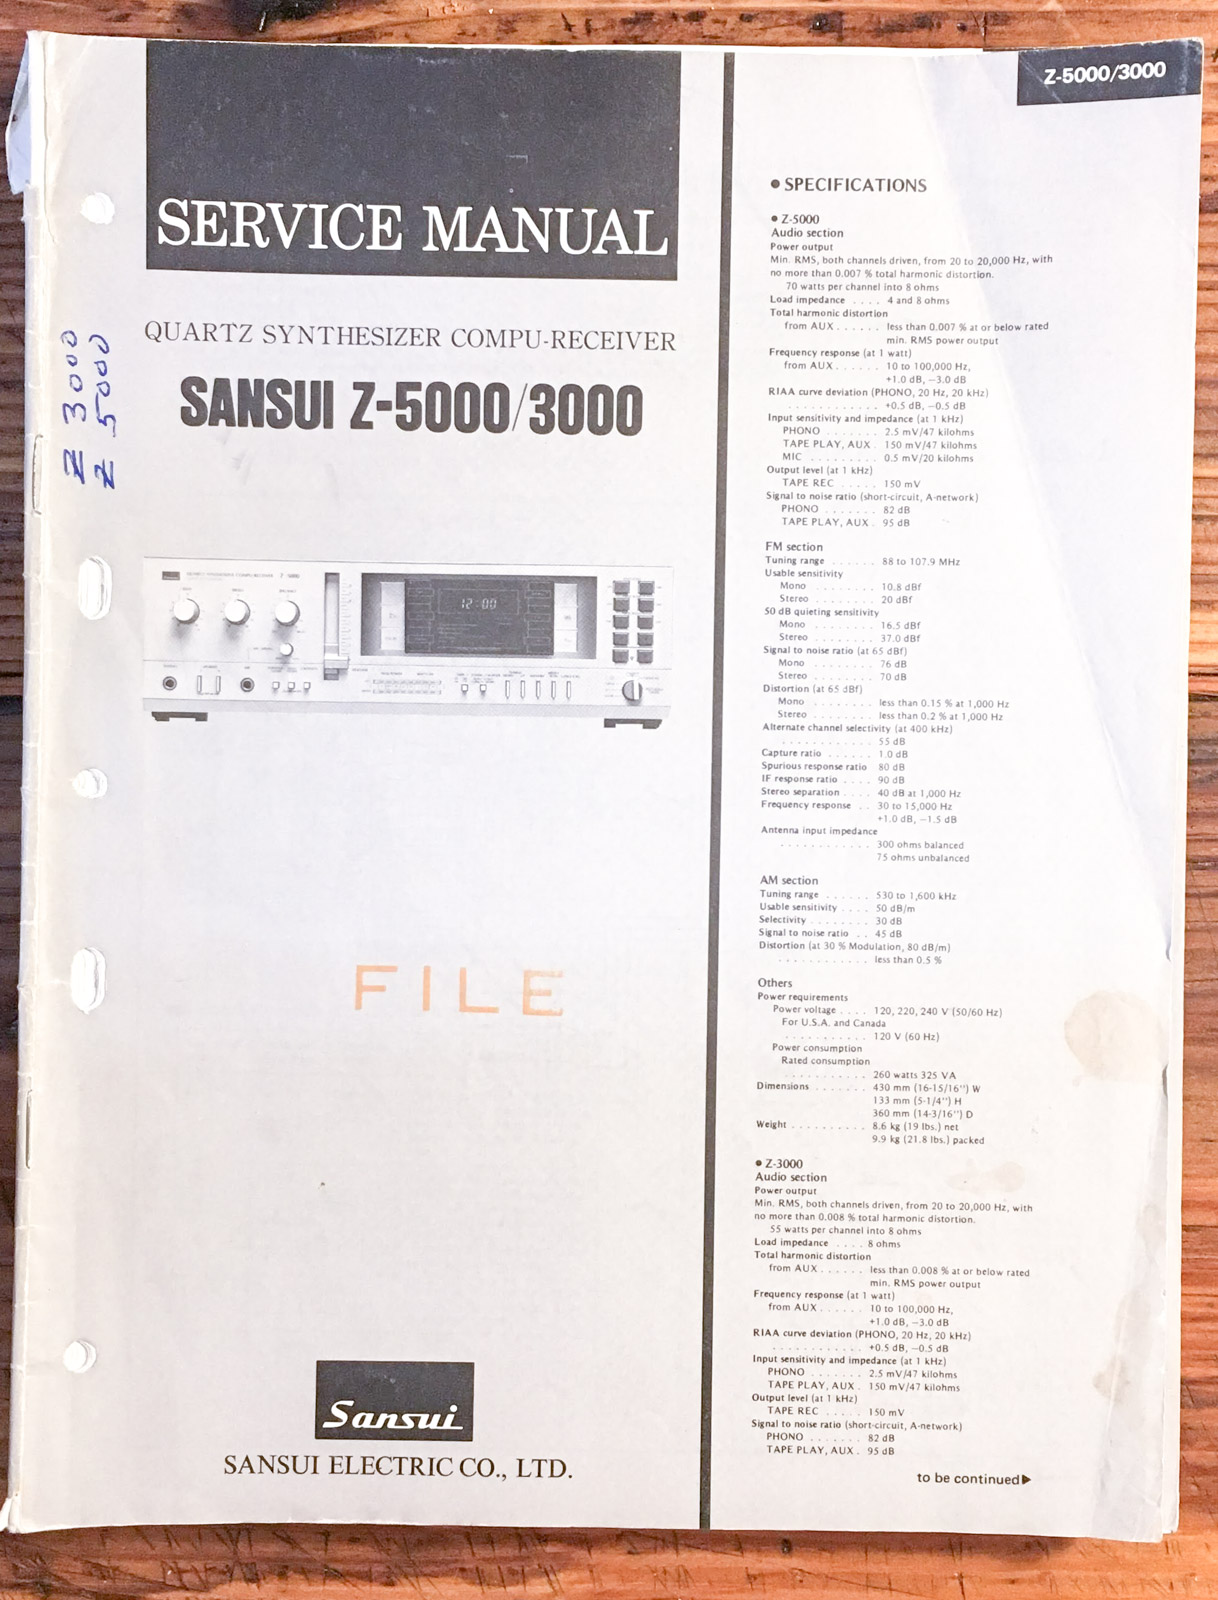 Z-5000/3000
SERVICE MANUAL
QUARTZ SYNTHESIZER COMPU-RECEIVER
SANSUI Z-5000/3000
Z 3000
Z 5000
12:00
FILE
Sansui
SANSUI ELECTRIC CO., LTD.
● SPECIFICATIONS
● Z-5000
Audio section
Power output
Min. RMS, both channels driven, from 20 to 20,000 Hz, with
no more than 0.007 % total harmonic distortion.
70 watts per channel into 8 ohms
Load impedance . . . . 4 and 8 ohms
Total harmonic distortion
from AUX . . . . . . less than 0.007 % at or below rated
min. RMS power output
Frequency response (at 1 watt)
from AUX . . . . . . 10 to 100,000 Hz,
+1.0 dB, −3.0 dB
RIAA curve deviation (PHONO, 20 Hz, 20 kHz)
. . . . . . . . . . . . +0.5 dB, −0.5 dB
Input sensitivity and impedance (at 1 kHz)
PHONO . . . . . . . 2.5 mV/47 kilohms
TAPE PLAY, AUX . 150 mV/47 kilohms
MIC . . . . . . . . . 0.5 mV/20 kilohms
Output level (at 1 kHz)
TAPE REC . . . . . 150 mV
Signal to noise ratio (short-circuit, A-network)
PHONO . . . . . . . 82 dB
TAPE PLAY, AUX . 95 dB
FM section
Tuning range . . . . . . 88 to 107.9 MHz
Usable sensitivity
Mono . . . . . . . . 10.8 dBf
Stereo . . . . . . . . 20 dBf
50 dB quieting sensitivity
Mono . . . . . . . . 16.5 dBf
Stereo . . . . . . . . 37.0 dBf
Signal to noise ratio (at 65 dBf)
Mono . . . . . . . . 76 dB
Stereo . . . . . . . . 70 dB
Distortion (at 65 dBf)
Mono . . . . . . . . less than 0.15 % at 1,000 Hz
Stereo . . . . . . . . less than 0.2 % at 1,000 Hz
Alternate channel selectivity (at 400 kHz)
. . . . . . . . . . . . 55 dB
Capture ratio . . . . . . 1.0 dB
Spurious response ratio 80 dB
IF response ratio . . . . 90 dB
Stereo separation . . . . 40 dB at 1,000 Hz
Frequency response . . 30 to 15,000 Hz
+1.0 dB, −1.5 dB
Antenna input impedance
. . . . . . . . . . . . 300 ohms balanced
75 ohms unbalanced
AM section
Tuning range . . . . . . 530 to 1,600 kHz
Usable sensitivity . . . . 50 dB/m
Selectivity . . . . . . . . 30 dB
Signal to noise ratio . . 45 dB
Distortion (at 30 % Modulation, 80 dB/m)
. . . . . . . . . . . . less than 0.5 %
Others
Power requirements
Power voltage . . . . 120, 220, 240 V (50/60 Hz)
For U.S.A. and Canada
. . . . . . . . . . . 120 V (60 Hz)
Power consumption
Rated consumption
. . . . . . . . . . . 260 watts 325 VA
Dimensions . . . . . . . 430 mm (16-15/16'') W
133 mm (5-1/4'') H
360 mm (14-3/16'') D
Weight . . . . . . . . . . 8.6 kg (19 lbs.) net
9.9 kg (21.8 lbs.) packed
● Z-3000
Audio section
Power output
Min. RMS, both channels driven, from 20 to 20,000 Hz, with
no more than 0.008 % total harmonic distortion.
55 watts per channel into 8 ohms
Load impedance . . . . 8 ohms
Total harmonic distortion
from AUX . . . . . . less than 0.008 % at or below rated
min. RMS power output
Frequency response (at 1 watt)
from AUX . . . . . . 10 to 100,000 Hz,
+1.0 dB, −3.0 dB
RIAA curve deviation (PHONO, 20 Hz, 20 kHz)
. . . . . . . . . . . . +0.5 dB, −0.5 dB
Input sensitivity and impedance (at 1 kHz)
PHONO . . . . . . . 2.5 mV/47 kilohms
TAPE PLAY, AUX . 150 mV/47 kilohms
Output level (at 1 kHz)
TAPE REC . . . . . 150 mV
Signal to noise ratio (short-circuit, A-network)
PHONO . . . . . . . 82 dB
TAPE PLAY, AUX . 95 dB
to be continued▶